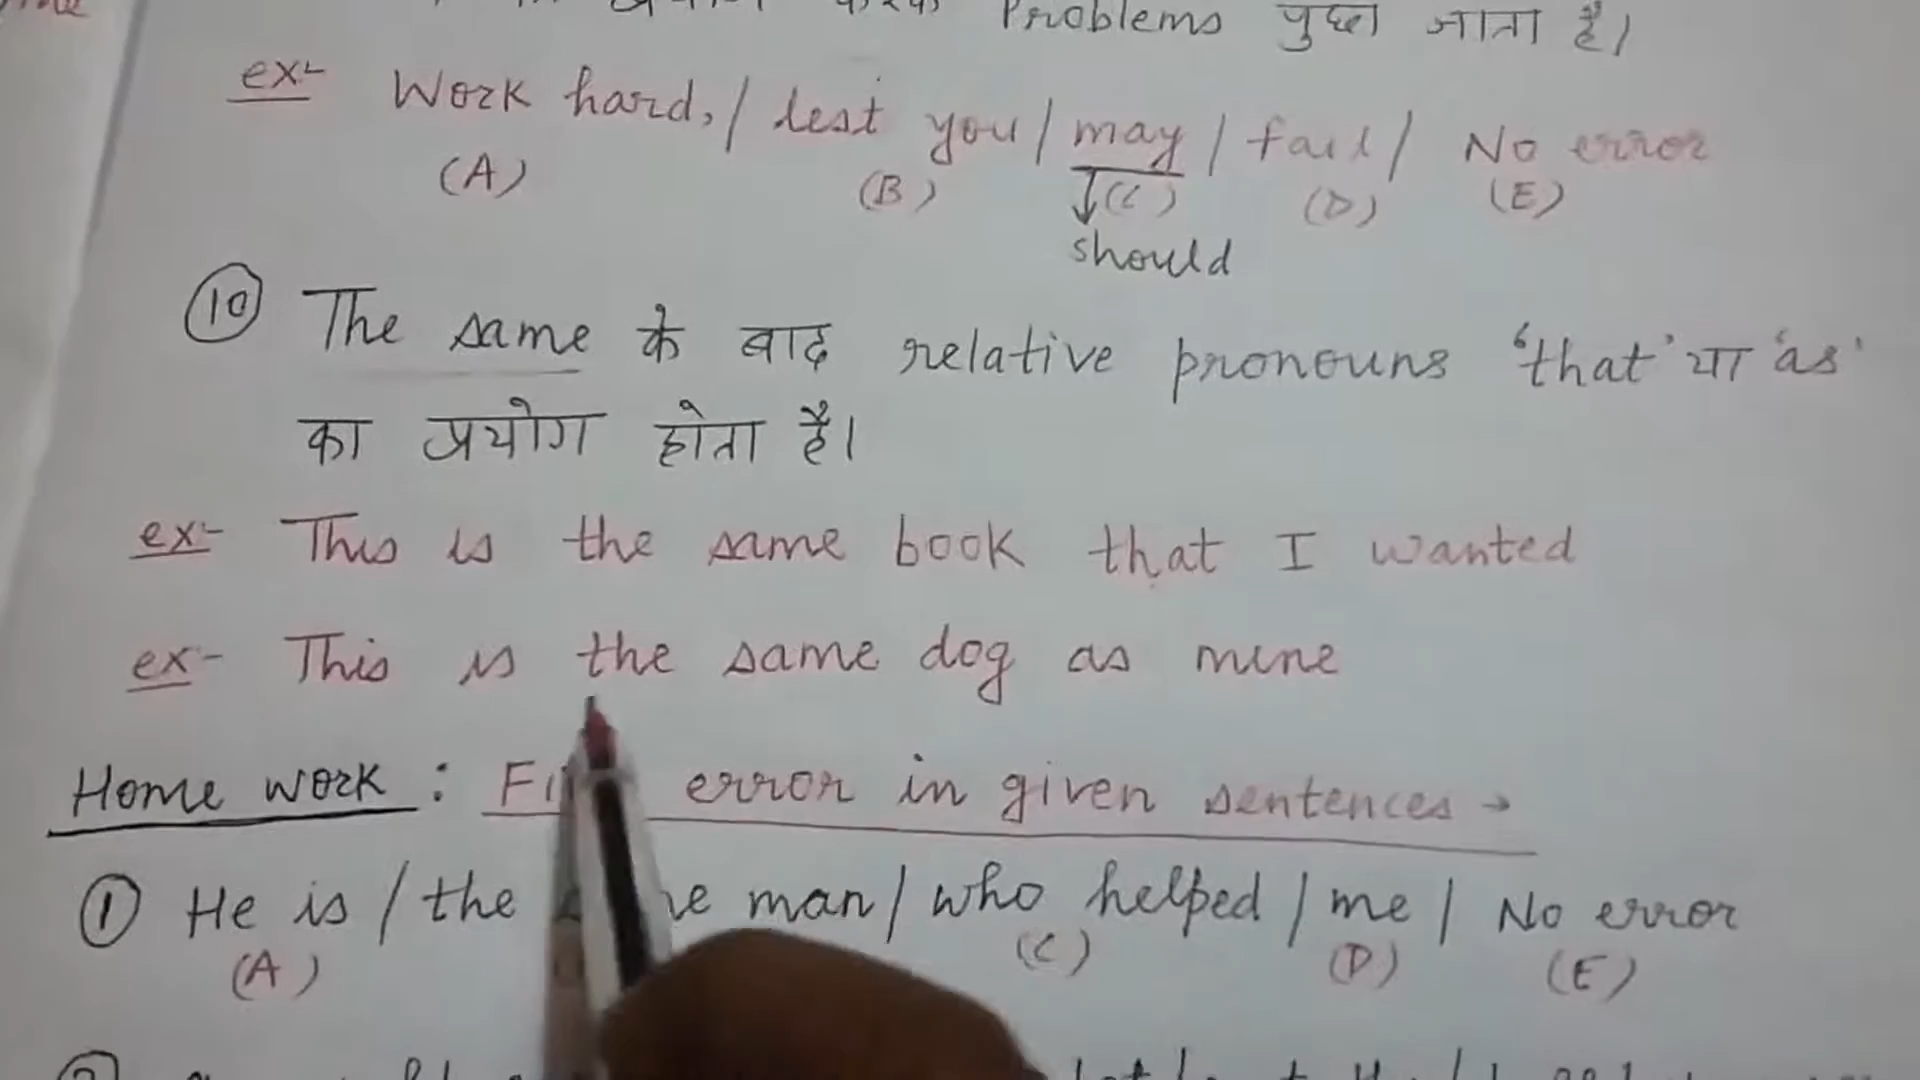 Problems पुछा जाता है।
ex- Work hard, / lest you / may / fail / No error
(A) (B) (C) (D) (E)
should
(10) The same के बाद relative pronouns 'that' या 'as'
का प्रयोग होता है।
ex- This is the same book that I wanted
ex- This is the same dog as mine
Home work : error in given sentences →
(1) He is / the man / who helped / me / No error
(A) (C) (D) (E)